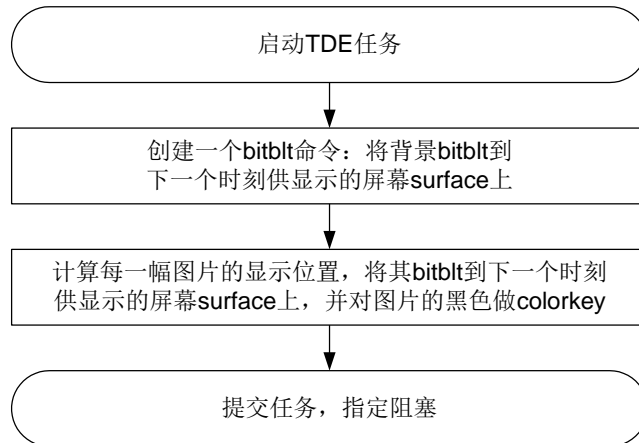 启动TDE任务
创建一个bitblt命令：将背景bitblt到
下一个时刻供显示的屏幕surface上
计算每一幅图片的显示位置，将其bitblt到下一个时刻
供显示的屏幕surface上，并对图片的黑色做colorkey
提交任务，指定阻塞